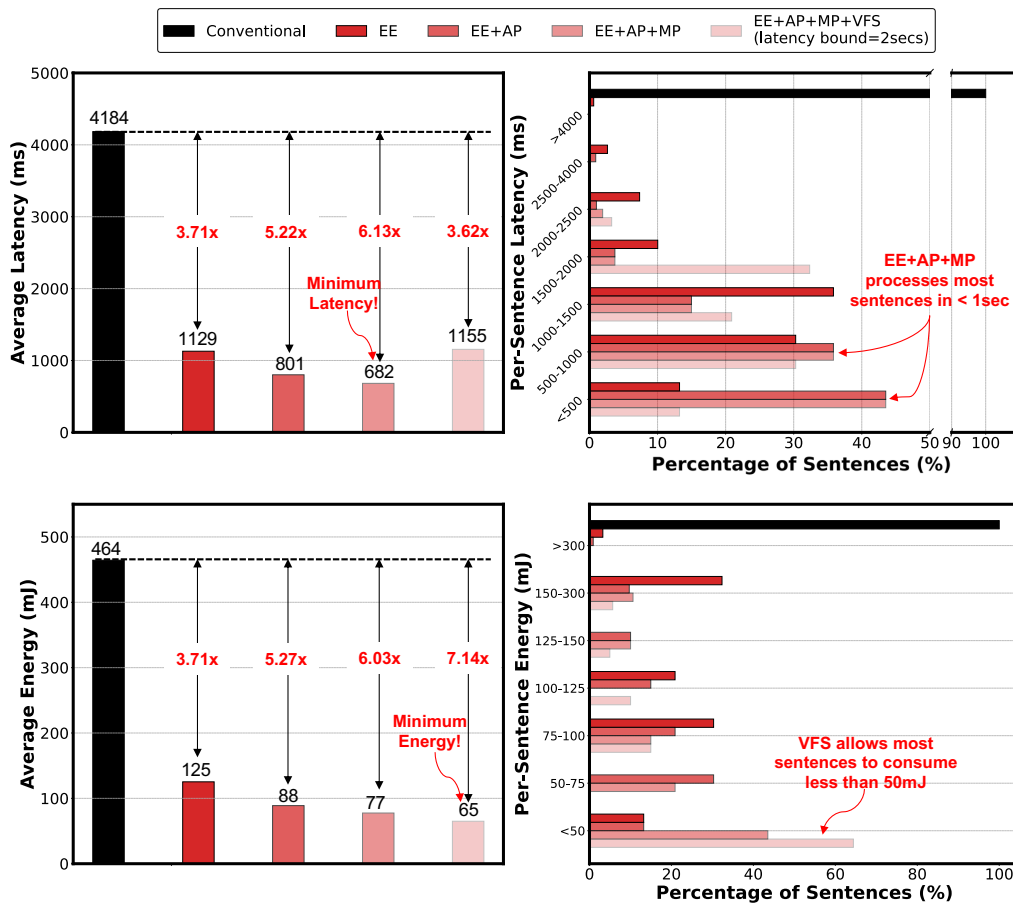 Conventional
EE
EE+AP
EE+AP+MP
EE+AP+MP+VFS
(latency bound=2secs)
Average Latency (ms)
5000
4000
3000
2000
1000
0
4184
3.71x
5.22x
6.13x
3.62x
Minimum
Latency!
1129
801
682
1155
Per-Sentence Latency (ms)
>4000
2500-4000
2000-2500
1500-2000
1000-1500
500-1000
<500
EE+AP+MP
processes most
sentences in < 1sec
0
10
20
30
40
50
90
100
Percentage of Sentences (%)
Average Energy (mJ)
500
400
300
200
100
0
464
3.71x
5.27x
6.03x
7.14x
Minimum
Energy!
125
88
77
65
Per-Sentence Energy (mJ)
>300
150-300
125-150
100-125
75-100
50-75
<50
VFS allows most
sentences to consume
less than 50mJ
0
20
40
60
80
100
Percentage of Sentences (%)